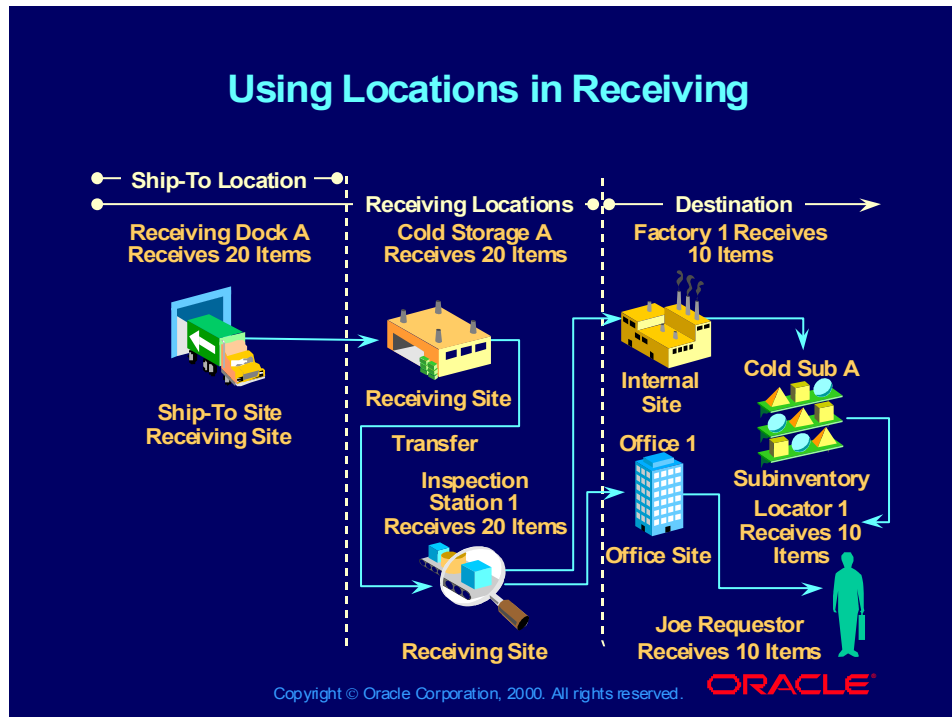 Using Locations in Receiving
Ship-To Location
Receiving Locations
Destination
Receiving Dock A
Receives 20 Items
Cold Storage A
Receives 20 Items
Factory 1 Receives
10 Items
Ship-To Site
Receiving Site
Receiving Site
Transfer
Inspection
Station 1
Receives 20 Items
Receiving Site
Internal
Site
Office 1
Office Site
Cold Sub A
Subinventory
Locator 1
Receives 10
Items
Joe Requestor
Receives 10 Items
Copyright © Oracle Corporation, 2000. All rights reserved.
ORACLE®